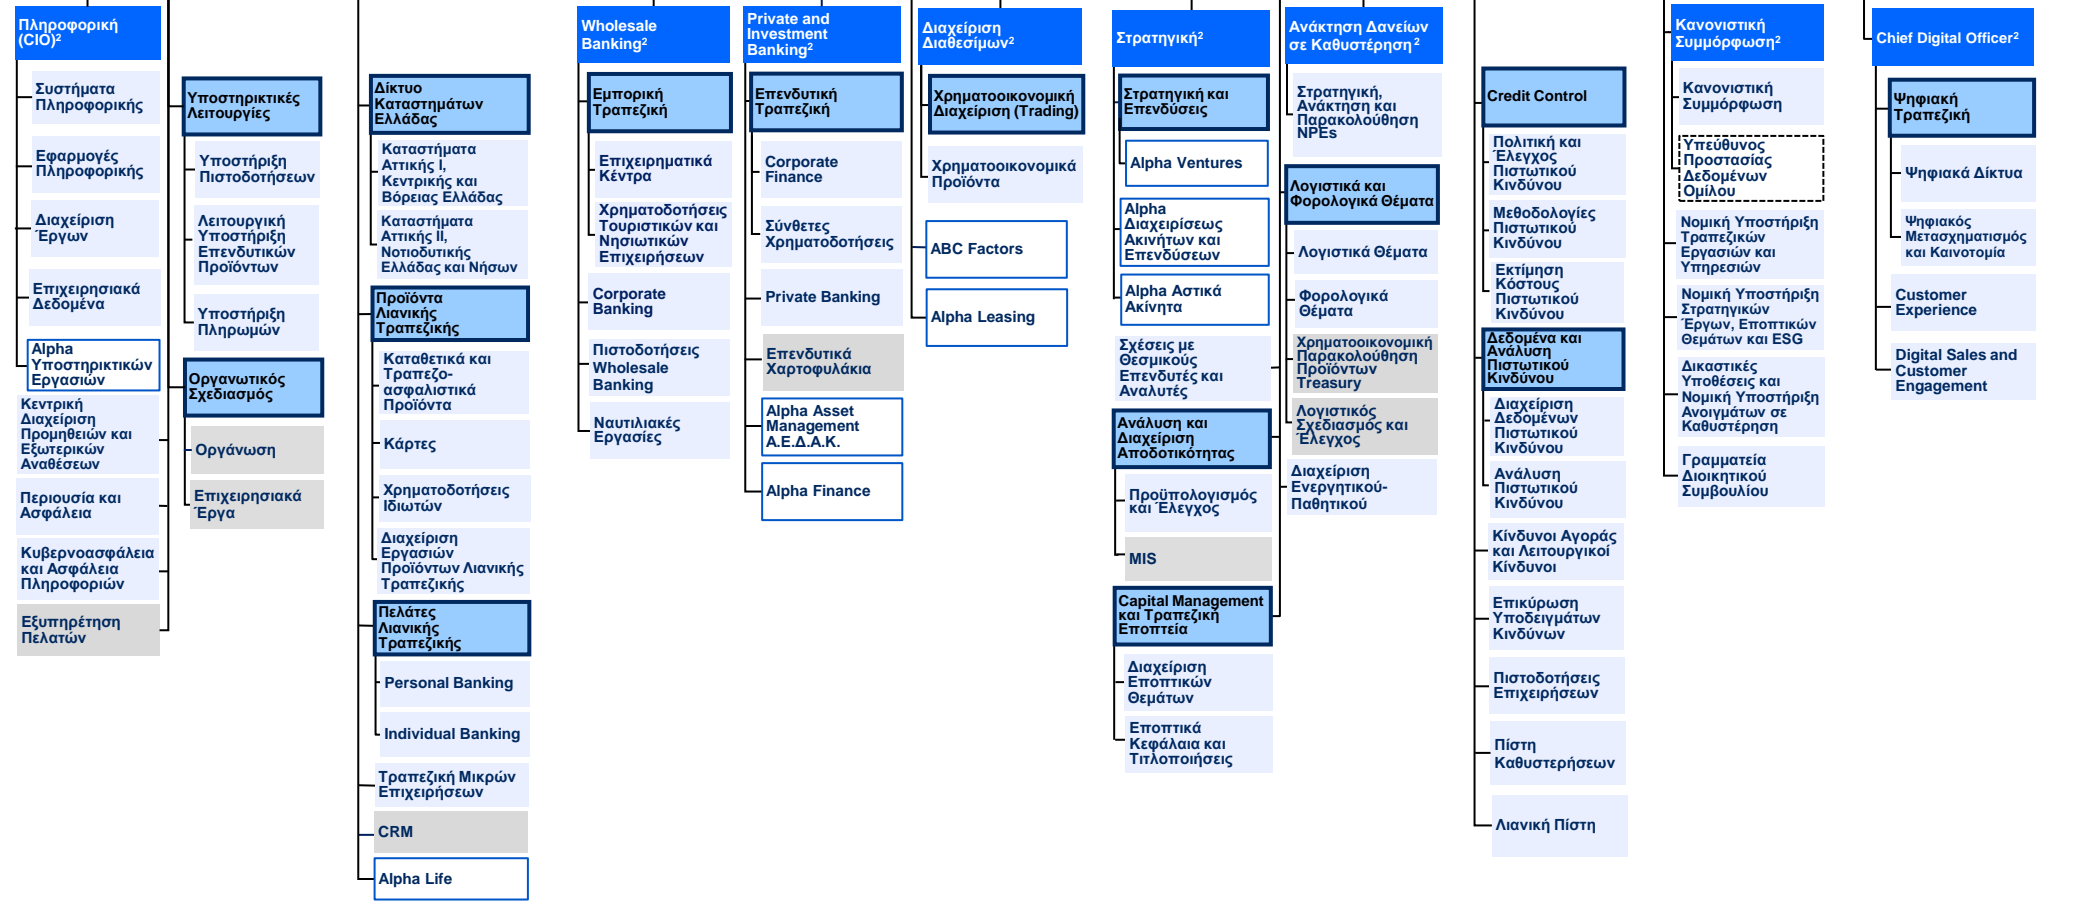 Πληροφορική
(CIO)²
Συστήματα
Πληροφορικής
Εφαρμογές
Πληροφορικής
Διαχείριση
Έργων
Επιχειρησιακά
Δεδομένα
Alpha
Υποστηρικτικών
Εργασιών
Κεντρική
Διαχείριση
Προμηθειών και
Εξωτερικών
Αναθέσεων
Περιουσία και
Ασφάλεια
Κυβερνοασφάλεια
και Ασφάλεια
Πληροφοριών
Εξυπηρέτηση
Πελατών
Υποστηρικτικές
Λειτουργίες
Υποστήριξη
Πιστοδοτήσεων
Λειτουργική
Υποστήριξη
Επενδυτικών
Προϊόντων
Υποστήριξη
Πληρωμών
Οργανωτικός
Σχεδιασμός
Οργάνωση
Επιχειρησιακά
Έργα
Δίκτυο
Καταστημάτων
Ελλάδας
Καταστήματα
Αττικής Ι,
Κεντρικής και
Βόρειας Ελλάδας
Καταστήματα
Αττικής ΙΙ,
Νοτιοδυτικής
Ελλάδας και Νήσων
Προϊόντα
Λιανικής
Τραπεζικής
Καταθετικά και
Τραπεζο-
ασφαλιστικά
Προϊόντα
Κάρτες
Χρηματοδοτήσεις
Ιδιωτών
Διαχείριση
Εργασιών
Προϊόντων Λιανικής
Τραπεζικής
Πελάτες
Λιανικής
Τραπεζικής
Personal Banking
Individual Banking
Τραπεζική Μικρών
Επιχειρήσεων
CRM
Alpha Life
Wholesale
Banking²
Εμπορική
Τραπεζική
Επιχειρηματικά
Κέντρα
Χρηματοδοτήσεις
Τουριστικών και
Νησιωτικών
Επιχειρήσεων
Corporate
Banking
Πιστοδοτήσεις
Wholesale
Banking
Ναυτιλιακές
Εργασίες
Private and
Investment
Banking²
Επενδυτική
Τραπεζική
Corporate
Finance
Σύνθετες
Χρηματοδοτήσεις
Private Banking
Επενδυτικά
Χαρτοφυλάκια
Alpha Asset
Management
Α.Ε.Δ.Α.Κ.
Alpha Finance
Διαχείριση
Διαθεσίμων²
Χρηματοοικονομική
Διαχείριση (Trading)
Χρηματοοικονομικά
Προϊόντα
ABC Factors
Alpha Leasing
Στρατηγική²
Στρατηγική και
Επενδύσεις
Alpha Ventures
Alpha
Διαχειρίσεως
Ακινήτων και
Επενδύσεων
Alpha Αστικά
Ακίνητα
Σχέσεις με
Θεσμικούς
Επενδυτές και
Αναλυτές
Ανάλυση και
Διαχείριση
Αποδοτικότητας
Προϋπολογισμός
και Έλεγχος
MIS
Capital Management
και Τραπεζική
Εποπτεία
Διαχείριση
Εποπτικών
Θεμάτων
Εποπτικά
Κεφάλαια και
Τιτλοποιήσεις
Ανάκτηση Δανείων
σε Καθυστέρηση ²
Στρατηγική,
Ανάκτηση και
Παρακολούθηση
NPEs
Λογιστικά και
Φορολογικά Θέματα
Λογιστικά Θέματα
Φορολογικά
Θέματα
Χρηματοοικονομική
Παρακολούθηση
Προϊόντων
Treasury
Λογιστικός
Σχεδιασμός και
Έλεγχος
Διαχείριση
Ενεργητικού-
Παθητικού
Credit Control
Πολιτική και
Έλεγχος
Πιστωτικού
Κινδύνου
Μεθοδολογίες
Πιστωτικού
Κινδύνου
Εκτίμηση
Κόστους
Πιστωτικού
Κινδύνου
Δεδομένα και
Ανάλυση
Πιστωτικού
Κινδύνου
Διαχείριση
Δεδομένων
Πιστωτικού
Κινδύνου
Ανάλυση
Πιστωτικού
Κινδύνου
Κίνδυνοι Αγοράς
και Λειτουργικοί
Κίνδυνοι
Επικύρωση
Υποδειγμάτων
Κινδύνων
Πιστοδοτήσεις
Επιχειρήσεων
Πίστη
Καθυστερήσεων
Λιανική Πίστη
Κανονιστική
Συμμόρφωση²
Κανονιστική
Συμμόρφωση
Υπεύθυνος
Προστασίας
Δεδομένων
Ομίλου
Νομική Υποστήριξη
Τραπεζικών
Εργασιών και
Υπηρεσιών
Νομική Υποστήριξη
Στρατηγικών
Έργων, Εποπτικών
Θεμάτων και ESG
Δικαστικές
Υποθέσεις και
Νομική Υποστήριξη
Ανοιγμάτων σε
Καθυστέρηση
Γραμματεία
Διοικητικού
Συμβουλίου
Chief Digital Officer²
Ψηφιακή
Τραπεζική
Ψηφιακά Δίκτυα
Ψηφιακός
Μετασχηματισμός
και Καινοτομία
Customer
Experience
Digital Sales and
Customer
Engagement